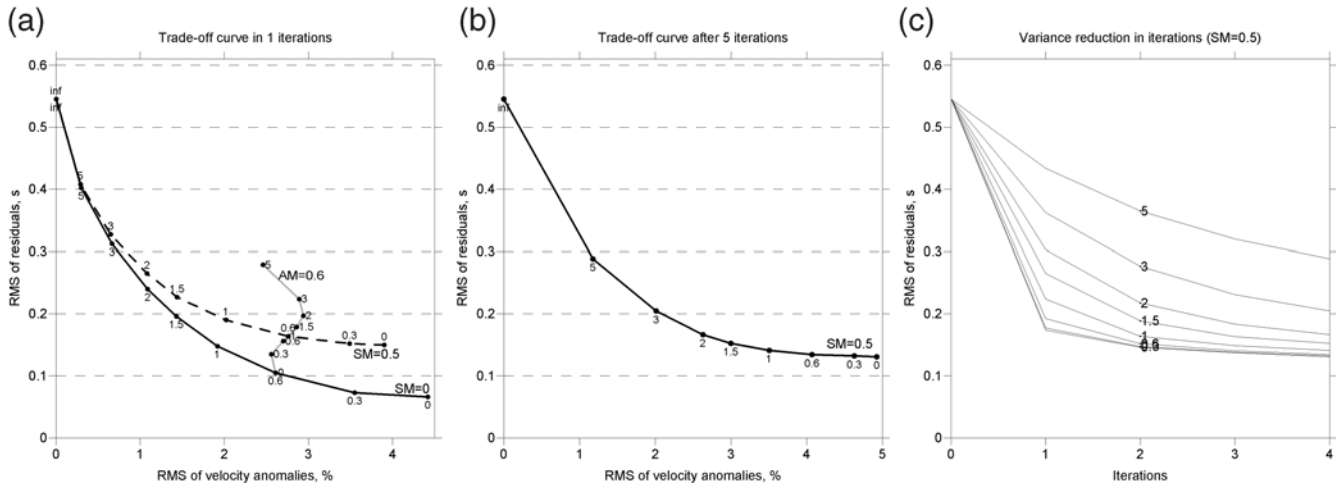 (a)
Trade-off curve in 1 iterations
0.6
0.5
0.4
0.3
0.2
0.1
0
RMS of residuals, s
inf
inf
5
5
3
3
2
2
1.5
1.5
1
1
0.6
0.6
0.3
0.3
0
0
SM=0.5
SM=0
AM=0.6
5
3
2
1.5
1
0.6
0.3
0
0 1 2 3 4
RMS of velocity anomalies, %
(b)
Trade-off curve after 5 iterations
0.6
0.5
0.4
0.3
0.2
0.1
0
RMS of residuals, s
inf
5
3
2
1.5
1
0.6
0.3
0
SM=0.5
0 1 2 3 4 5
RMS of velocity anomalies, %
(c)
Variance reduction in iterations (SM=0.5)
0.6
0.5
0.4
0.3
0.2
0.1
0
RMS of residuals, s
5
3
2
1.5
1
0.6
0.3
0 1 2 3 4
Iterations